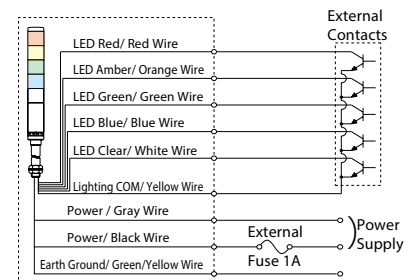 External
Contacts
LED Red/ Red Wire
LED Amber/ Orange Wire
LED Green/ Green Wire
LED Blue/ Blue Wire
LED Clear/ White Wire
Lighting COM/ Yellow Wire
Power / Gray Wire
Power/ Black Wire
External
Fuse 1A
Power
Supply
Earth Ground/ Green/Yellow Wire